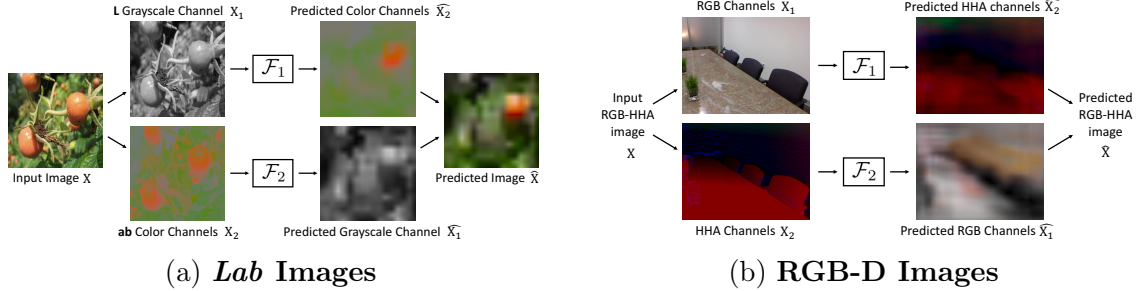 L Grayscale Channel X₁
Predicted Color Channels X̂₂
F₁
Input Image X
F₂
Predicted Image X̂
ab Color Channels X₂
Predicted Grayscale Channel X̂₁
(a) Lab Images
RGB Channels X₁
Predicted HHA channels X̂₂
F₁
Input
RGB-HHA
image
X
Predicted
RGB-HHA
image
X̂
F₂
HHA Channels X₂
Predicted RGB Channels X̂₁
(b) RGB-D Images